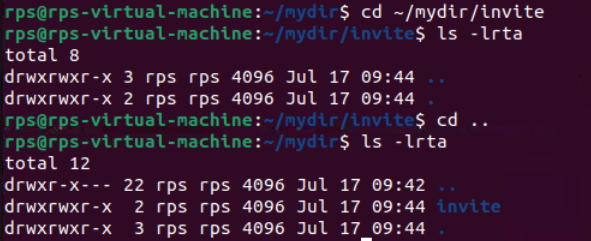 rps@rps-virtual-machine:~/mydir$ cd ~/mydir/invite
rps@rps-virtual-machine:~/mydir/invite$ ls -lrta
total 8
drwxrwxr-x 3 rps rps 4096 Jul 17 09:44 ..
drwxrwxr-x 2 rps rps 4096 Jul 17 09:44 .
rps@rps-virtual-machine:~/mydir/invite$ cd ..
rps@rps-virtual-machine:~/mydir$ ls -lrta
total 12
drwxr-x--- 22 rps rps 4096 Jul 17 09:42 ..
drwxrwxr-x  2 rps rps 4096 Jul 17 09:44 invite
drwxrwxr-x  3 rps rps 4096 Jul 17 09:44 .